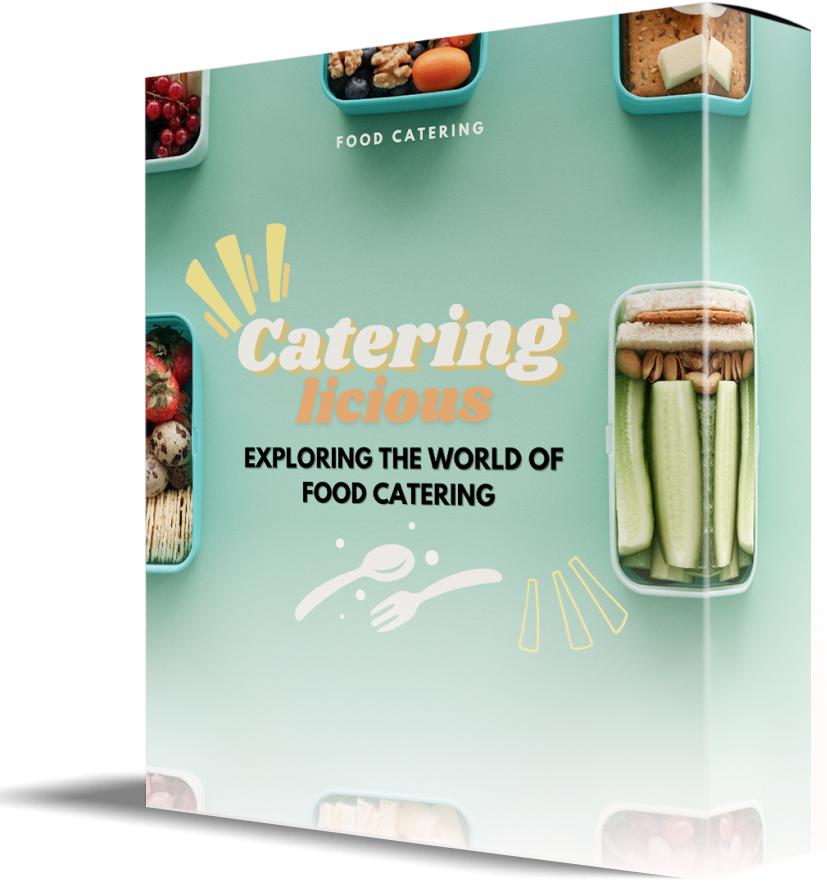 FOOD CATERING
Catering
licious
EXPLORING THE WORLD OF
FOOD CATERING